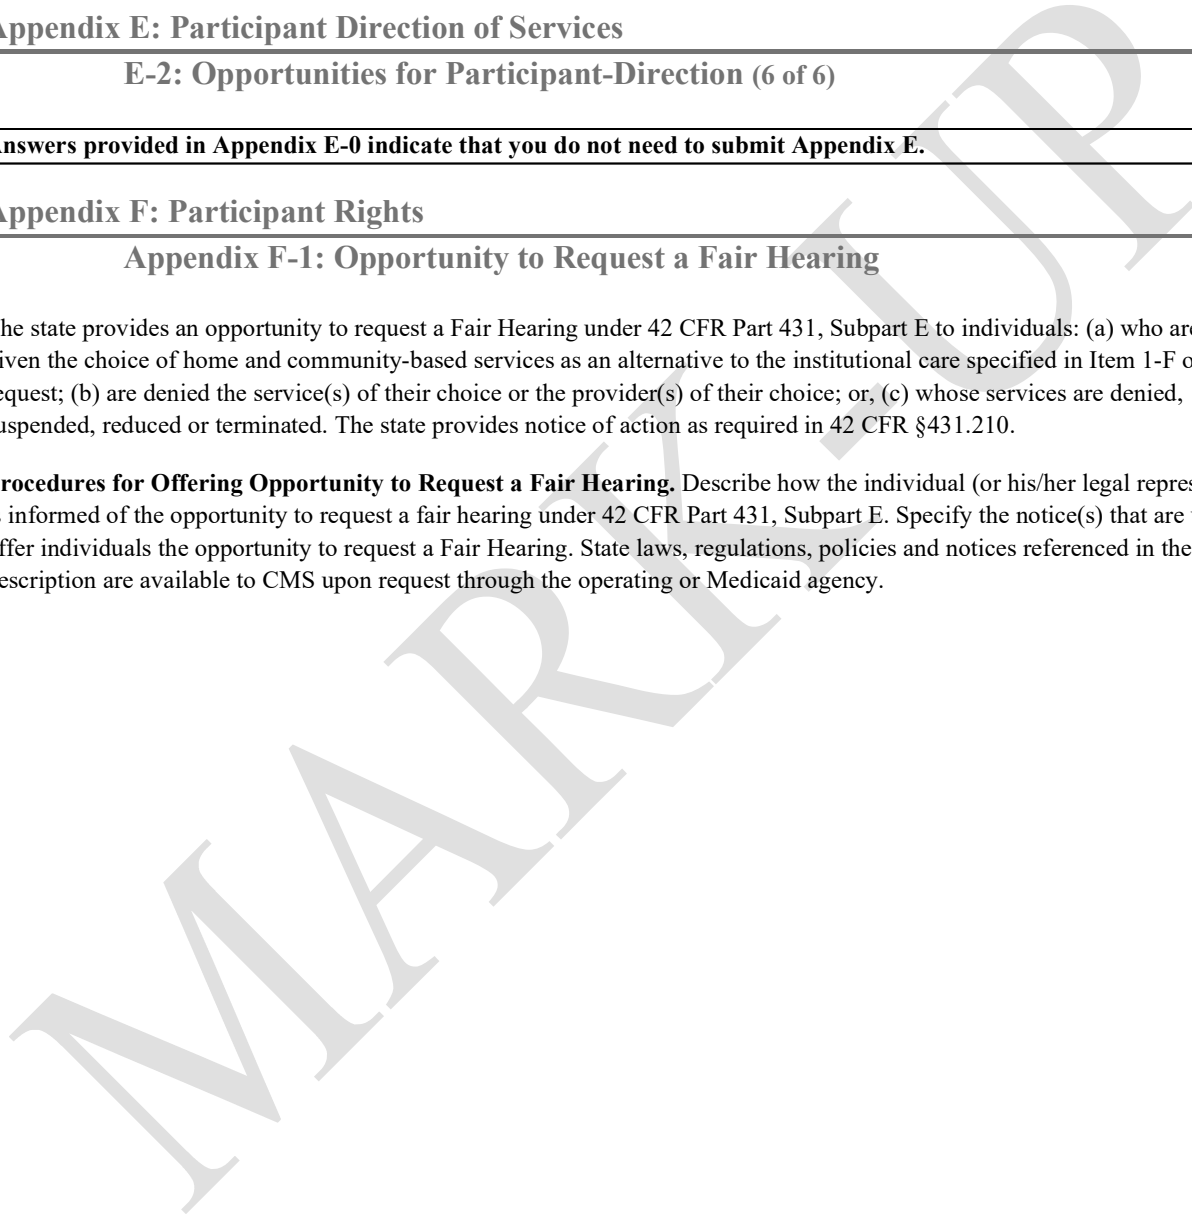 Appendix E: Participant Direction of Services
E-2: Opportunities for Participant-Direction (6 of 6)
Answers provided in Appendix E-0 indicate that you do not need to submit Appendix E.
Appendix F: Participant Rights
Appendix F-1: Opportunity to Request a Fair Hearing
he state provides an opportunity to request a Fair Hearing under 42 CFR Part 431, Subpart E to individuals: (a) who are
iven the choice of home and community-based services as an alternative to the institutional care specified in Item 1-F o
equest; (b) are denied the service(s) of their choice or the provider(s) of their choice; or, (c) whose services are denied,
uspended, reduced or terminated. The state provides notice of action as required in 42 CFR §431.210.
rocedures for Offering Opportunity to Request a Fair Hearing. Describe how the individual (or his/her legal repres
s informed of the opportunity to request a fair hearing under 42 CFR Part 431, Subpart E. Specify the notice(s) that are
ffer individuals the opportunity to request a Fair Hearing. State laws, regulations, policies and notices referenced in the
escription are available to CMS upon request through the operating or Medicaid agency.
MARK-UP